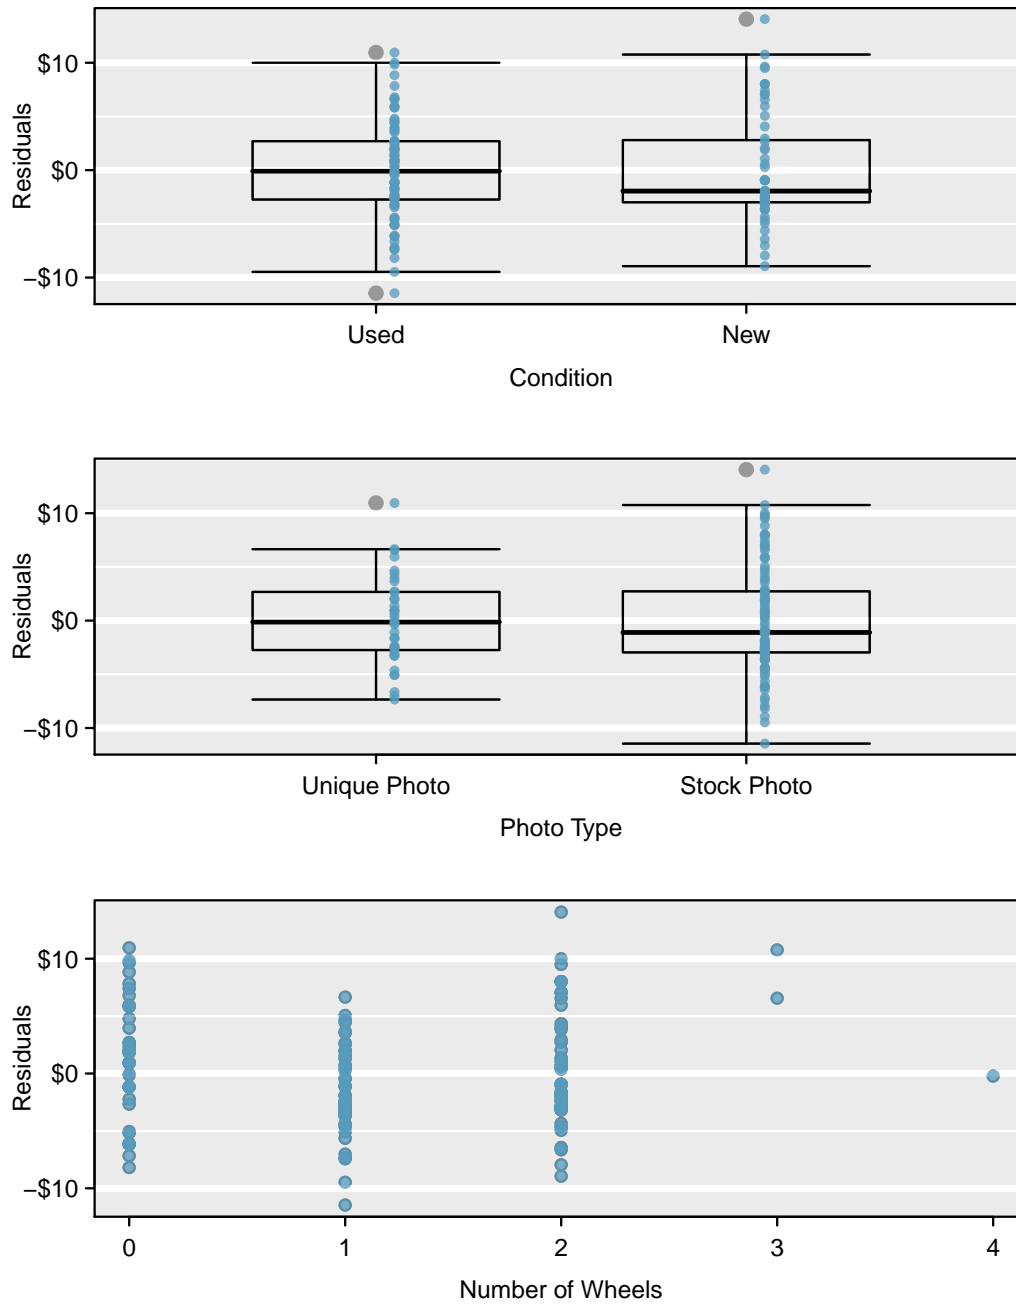 Residuals
$10
$0
−$10
Used
New
Condition
Residuals
$10
$0
−$10
Unique Photo
Stock Photo
Photo Type
Residuals
$10
$0
−$10
0
1
2
3
4
Number of Wheels